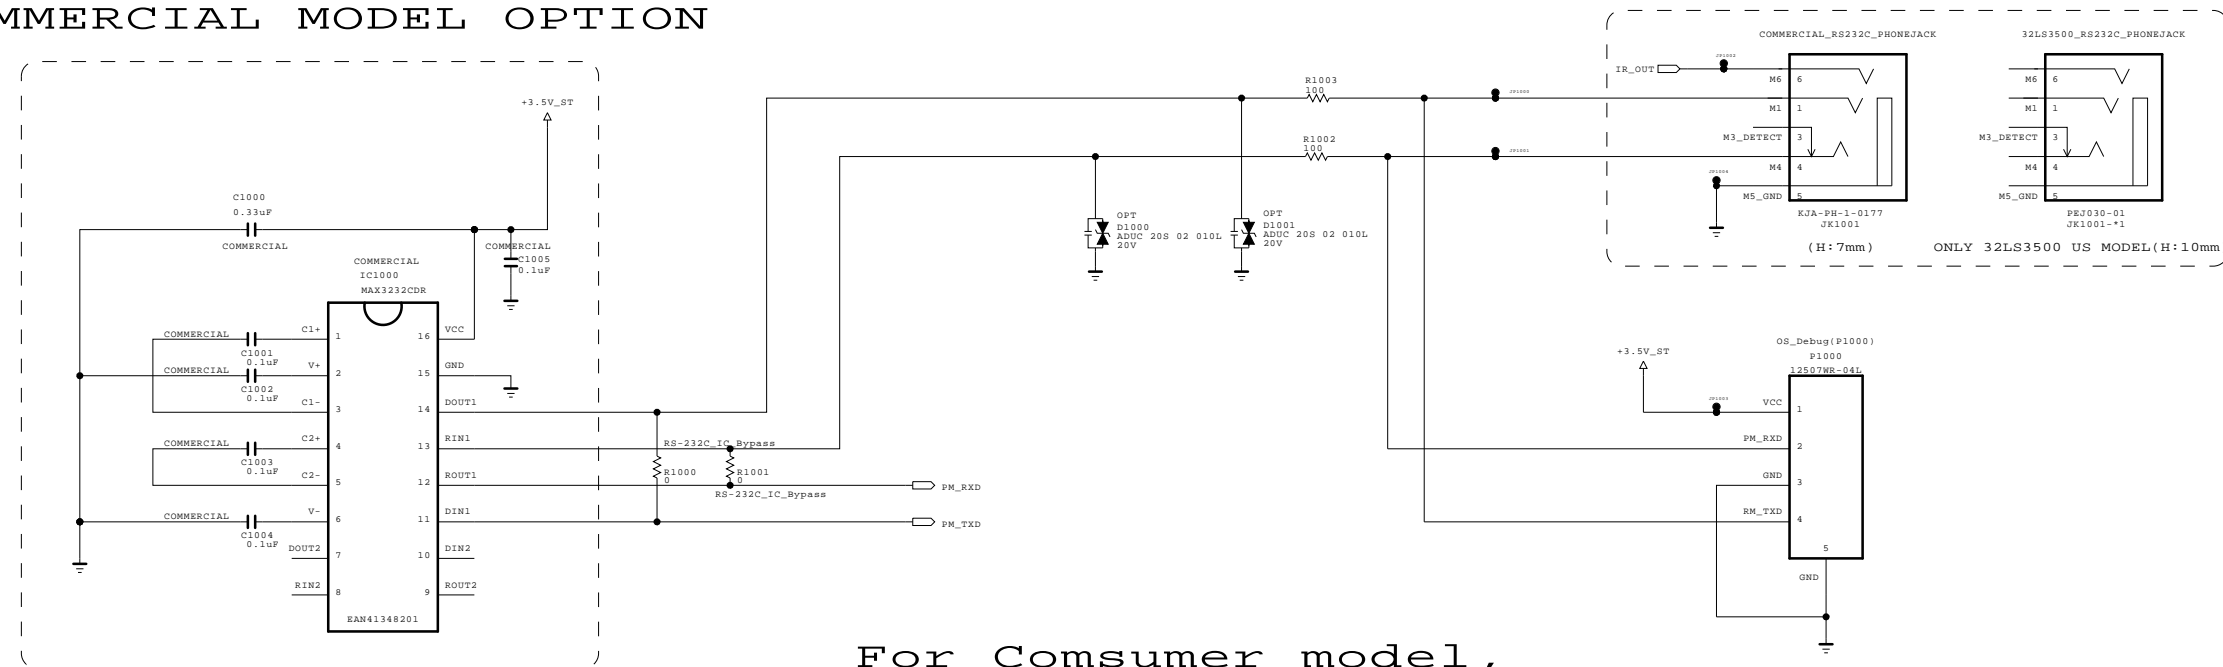 MMERCIAL MODEL OPTION
+3.5V_ST
C1000
0.33uF
COMMERCIAL
COMMERCIAL
C1005
0.1uF
COMMERCIAL
IC1000
MAX3232CDR
COMMERCIAL
C1001
0.1uF
COMMERCIAL
C1002
0.1uF
COMMERCIAL
C1003
0.1uF
COMMERCIAL
C1004
0.1uF
C1+
1
V+
2
C1-
3
C2+
4
C2-
5
V-
6
DOUT2
7
RIN2
8
16
VCC
15
GND
14
DOUT1
13
RIN1
12
ROUT1
11
DIN1
10
DIN2
9
ROUT2
EAN41348201
RS-232C_IC_Bypass
R1000
0
R1001
0
RS-232C_IC_Bypass
PM_RXD
PM_TXD
R1003
100
R1002
100
JP1000
JP1001
OPT
D1000
ADUC 20S 02 010L
20V
OPT
D1001
ADUC 20S 02 010L
20V
COMMERCIAL_RS232C_PHONEJACK
IR_OUT
JP1002
M6
6
M1
1
M3_DETECT
3
M4
4
JP1004
M5_GND
5
KJA-PH-1-0177
JK1001
(H:7mm)
32LS3500_RS232C_PHONEJACK
M6
6
M1
1
M3_DETECT
3
M4
4
M5_GND
5
PEJ030-01
JK1001-*1
ONLY 32LS3500 US MODEL(H:10mm
+3.5V_ST
JP1003
OS_Debug(P1000)
P1000
12507WR-04L
VCC
1
PM_RXD
2
GND
3
RM_TXD
4
5
GND
For Comsumer model,